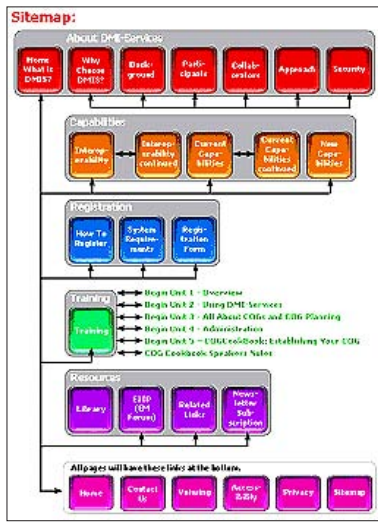 Sitemap:
About DMI-Services
Home
What is
DMIS?
Why
Choose
DMIS?
Back-
ground
Parti-
cipants
Collab-
orators
Approach
Security
Capabilities
Interop-
erability
Interop-
erability
continued
Current
Capa-
bilities
Current
Capa-
bilities
continued
New
Capa-
bilities
Registration
How To
Register
System
Require-
ments
Regis-
tration
Form
Training
Training
Begin Unit 1 - Overview
Begin Unit 2 - Using DMI-Services
Begin Unit 3 - All About COGs and COG Planning
Begin Unit 4 - Administration
Begin Unit 5 - COGCookBook: Establishing Your COG
COG Cookbook Speakers Notes
Resources
Library
EIIP
(EM
Forum)
Related
Links
News-
letter
Sub-
scription
All pages will have these links at the bottom.
Home
Contact
Us
Access-
ibility
Privacy
Sitemap